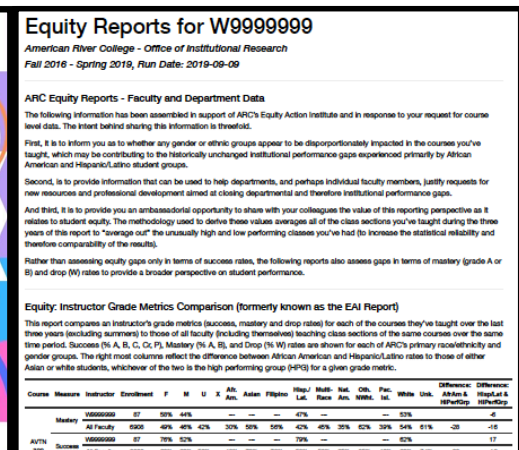 Equity Reports for W9999999
American River College - Office of Institutional Research
Fall 2016 - Spring 2019, Run Date: 2019-09-09
ARC Equity Reports - Faculty and Department Data
The following information has been assembled in support of ARC's Equity Action Institute and in response to your request for course
level data. The intent behind sharing this information is threefold.
First, it is to inform you as to whether any gender or ethnic groups appear to be disproportionately impacted in the courses you've
taught, which may be contributing to the historically unchanged institutional performance gaps experienced primarily by African
American and Hispanic/Latino student groups.
Second, is to provide information that can be used to help departments, and perhaps individual faculty members, justify requests for
new resources and professional development aimed at closing departmental and therefore institutional performance gaps.
And third, it is to provide you an ambassadorial opportunity to share with your colleagues the value of this reporting perspective as it
relates to student equity. The methodology used to derive these values averages all of the class sections you've taught during the three
years of this report to "average out" the unusually high and low performing classes you've had (to increase the statistical reliability and
therefore comparability of the results).
Rather than assessing equity gaps only in terms of success rates, the following reports also assess gaps in terms of mastery (grade A or
B) and drop (W) rates to provide a broader perspective on student performance.
Equity: Instructor Grade Metrics Comparison (formerly known as the EAI Report)
This report compares an instructor's grade metrics (success, mastery and drop rates) for each of the courses they've taught over the last
three years (excluding summers) to those of all faculty (including themselves) teaching class sections of the same courses over the same
time period. Success (% A, B, C, Cr, P), Mastery (% A, B), and Drop (% W) rates are shown for each of ARC's primary race/ethnicity and
gender groups. The right most columns reflect the difference between African American and Hispanic/Latino rates to those of either
Asian or white students, whichever of the two is the high performing group (HPG) for a given grade metric.
Course Measure Instructor Enrollment F M U X Afr. Am. Asian Filipino Hisp./ Lat. Multi- Race Nat. Am. Oth. NWht. Pac. Isl. White Unk. Difference: AfrAm & HiPerfGrp Difference: Hisp/Lat & HiPerfGrp
Mastery W9999999 67 58% 44% --- --- --- 47% --- --- 53% -6
All Faculty 6908 49% 46% 42% 30% 58% 56% 42% 45% 35% 62% 39% 54% 61% -28 -16
AVTN Success W9999999 67 76% 52% --- --- --- 79% --- --- 62% 17